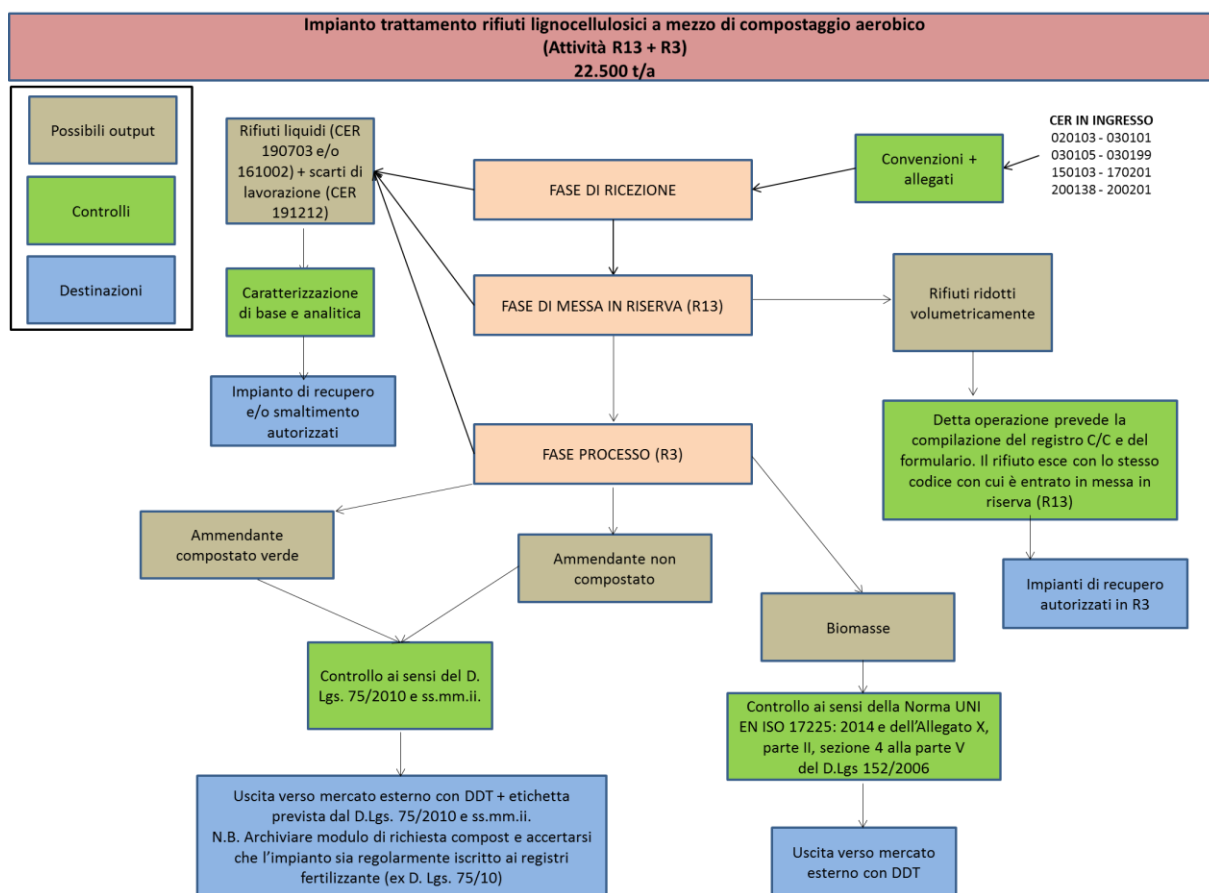 Impianto trattamento rifiuti lignocellulosici a mezzo di compostaggio aerobico
(Attività R13 + R3)
22.500 t/a
Possibili output
Controlli
Destinazioni
Rifiuti liquidi (CER
190703 e/o
161002) + scarti di
lavorazione (CER
191212)
FASE DI RICEZIONE
Convenzioni +
allegati
CER IN INGRESSO
020103 - 030101
030105 - 030199
150103 - 170201
200138 - 200201
Caratterizzazione
di base e analitica
FASE DI MESSA IN RISERVA (R13)
Rifiuti ridotti
volumetricamente
Impianto di recupero
e/o smaltimento
autorizzati
Detta operazione prevede la
compilazione del registro C/C e del
formulario. Il rifiuto esce con lo stesso
codice con cui è entrato in messa in
riserva (R13)
FASE PROCESSO (R3)
Ammendante
compostato verde
Ammendante non
compostato
Impianti di recupero
autorizzati in R3
Biomasse
Controllo ai sensi del D.
Lgs. 75/2010 e ss.mm.ii.
Controllo ai sensi della Norma UNI
EN ISO 17225: 2014 e dell'Allegato X,
parte II, sezione 4 alla parte V
del D.Lgs 152/2006
Uscita verso mercato esterno con DDT + etichetta
prevista dal D.Lgs. 75/2010 e ss.mm.ii.
N.B. Archiviare modulo di richiesta compost e accertarsi
che l'impianto sia regolarmente iscritto ai registri
fertilizzante (ex D. Lgs. 75/10)
Uscita verso mercato
esterno con DDT